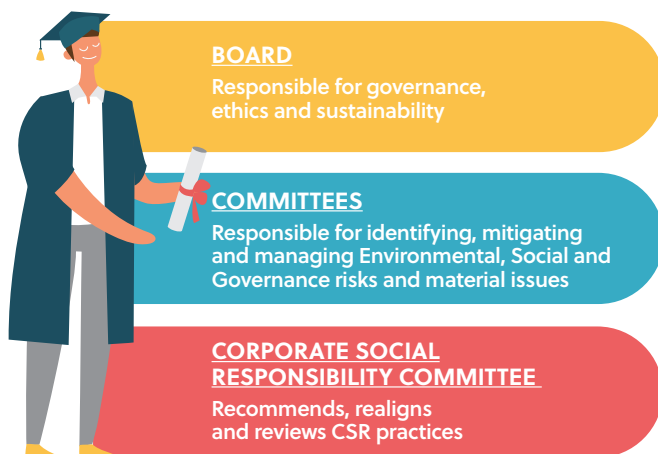 BOARD
Responsible for governance,
ethics and sustainability
COMMITTEES
Responsible for identifying, mitigating
and managing Environmental, Social and
Governance risks and material issues
CORPORATE SOCIAL
RESPONSIBILITY COMMITTEE
Recommends, realigns
and reviews CSR practices